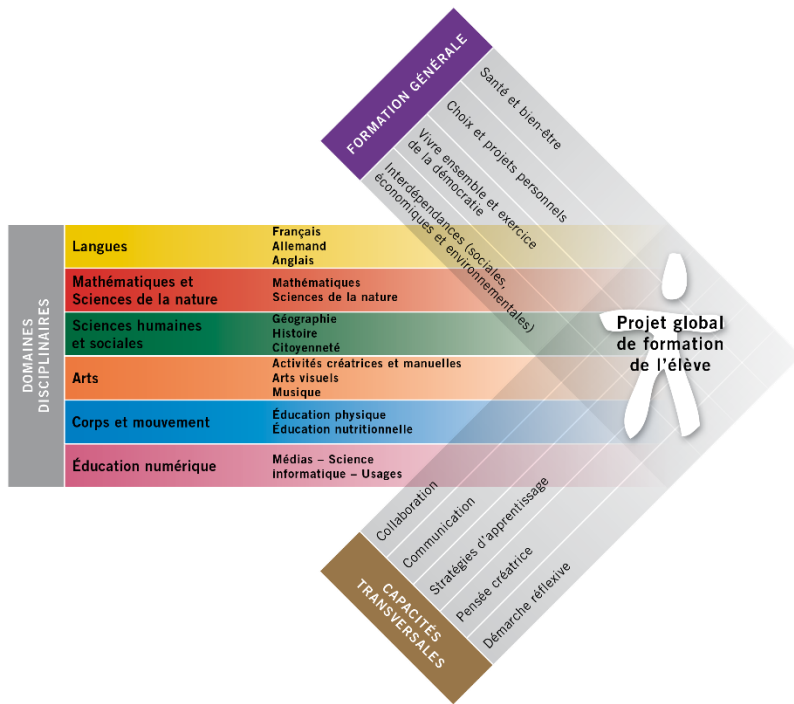 FORMATION GÉNÉRALE
Santé et bien-être
Choix et projets personnels
Vivre ensemble et exercice
de la démocratie
Interdépendances (sociales,
économiques et environnementales)
DOMAINES
DISCIPLINAIRES
Langues
Français
Allemand
Anglais
Mathématiques et
Sciences de la nature
Mathématiques
Sciences de la nature
Sciences humaines
et sociales
Géographie
Histoire
Citoyenneté
Arts
Activités créatrices et manuelles
Arts visuels
Musique
Corps et mouvement
Éducation physique
Éducation nutritionnelle
Éducation numérique
Médias – Science
informatique – Usages
Projet global
de formation
de l'élève
Collaboration
Communication
Stratégies d'apprentissage
Pensée créatrice
Démarche réflexive
CAPACITÉS
TRANSVERSALES